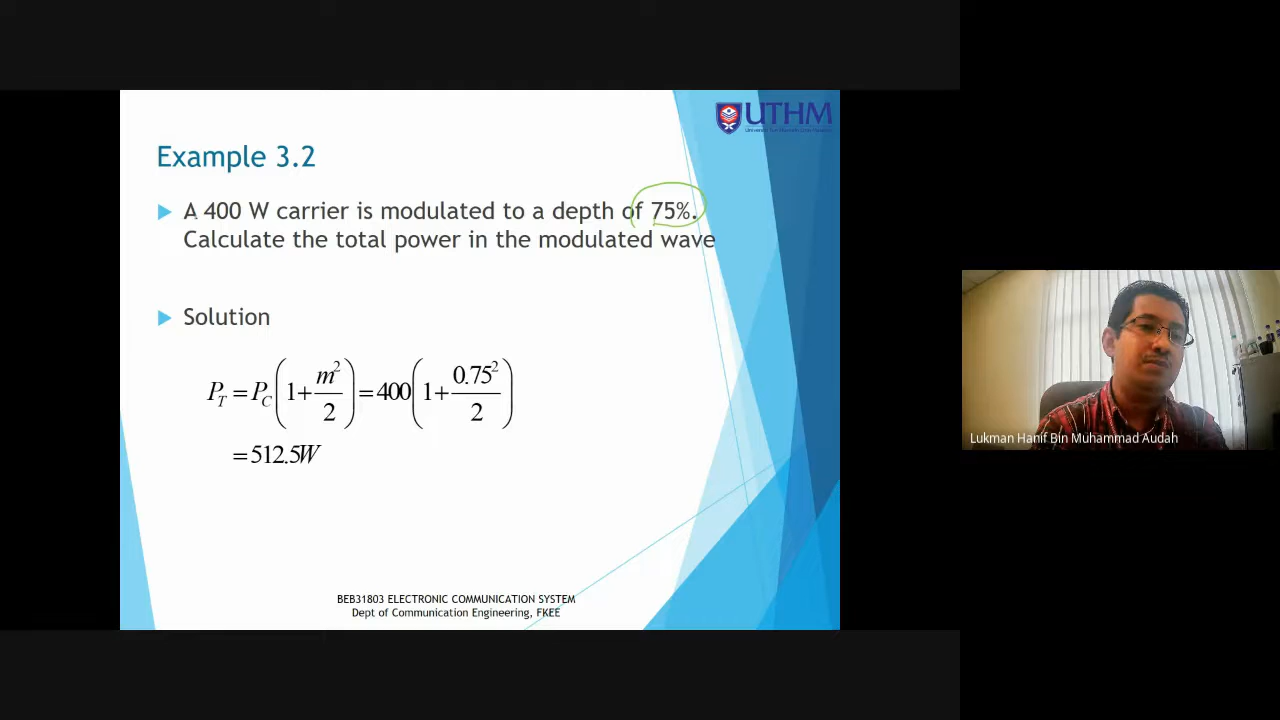 UTHM
Example 3.2
A 400 W carrier is modulated to a depth of 75%.
Calculate the total power in the modulated wave
Solution
P_T = P_C (1 + m²/2) = 400 (1 + 0.75²/2)
= 512.5W
BEB31803 ELECTRONIC COMMUNICATION SYSTEM
Dept of Communication Engineering, FKEE
Lukman Hanif Bin Muhammad Audah